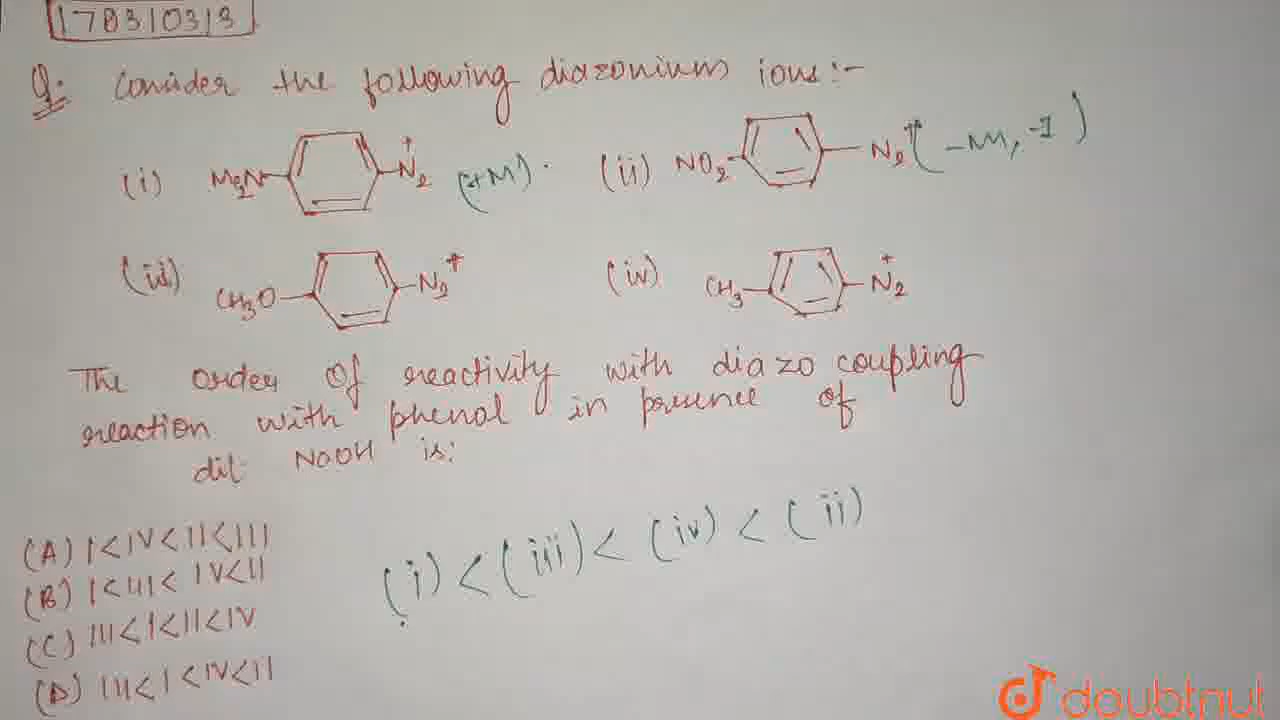 178310313
Q. Consider the following diazonium ions:-
(i) Me2N N2+ (+M). (ii) NO2 N2+ (-M, -I)
(iii) CH3O N2+ (iv) CH3 N2+
The order of reactivity with diazo coupling
reaction with phenol in presence of
dil. NaOH is:
(A) I<IV<II<III
(B) I<III<IV<II
(C) III<I<II<IV
(D) III<I<IV<II
(i) < (iii) < (iv) < (ii)
doubtnut